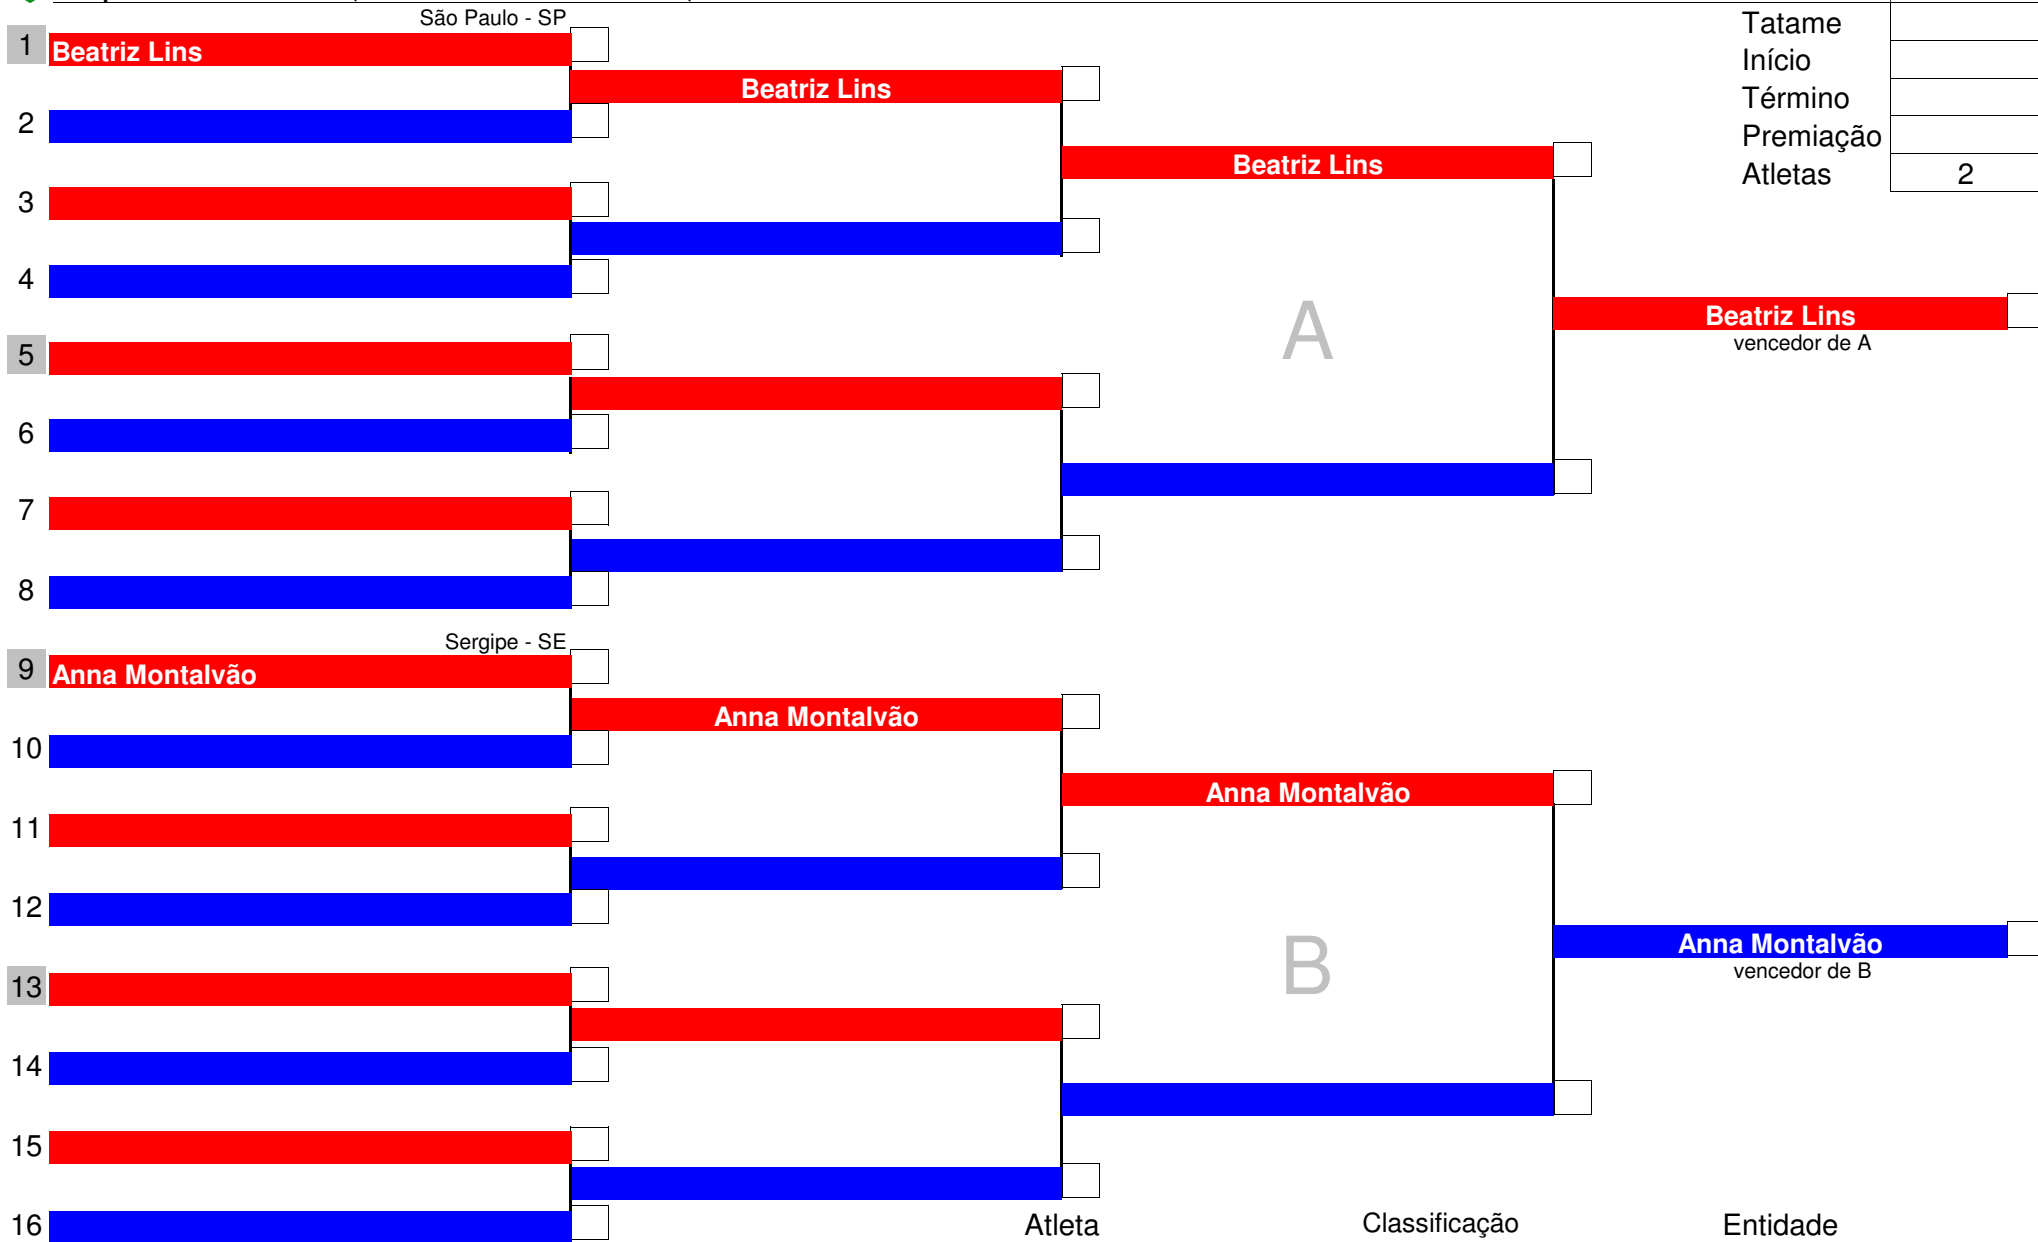 São Paulo - SP
Tatame
1 Beatriz Lins
Início
Beatriz Lins
Término
2
Premiação
Beatriz Lins
Atletas 2
3
4
Beatriz Lins
A
vencedor de A
5
6
7
8
Sergipe - SE
9 Anna Montalvão
Anna Montalvão
10
Anna Montalvão
11
12
Anna Montalvão
B
vencedor de B
13
14
15
16
Atleta Classificação Entidade